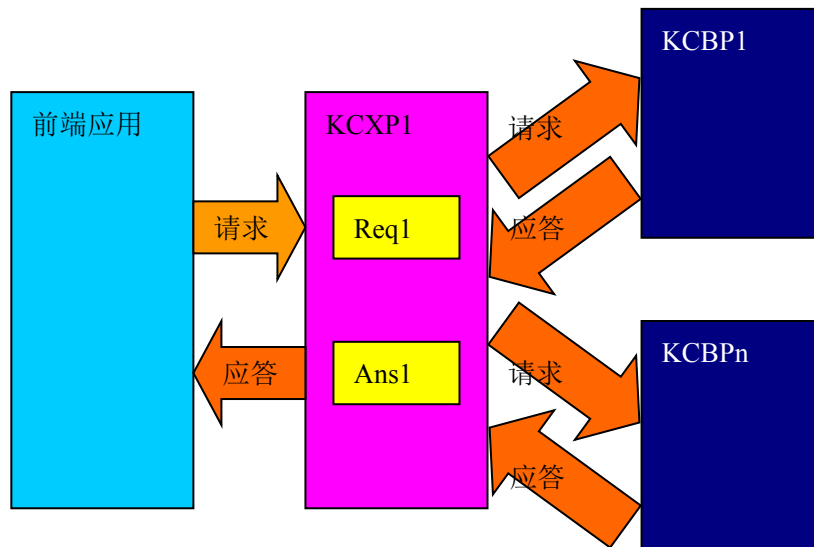 KCBP1
前端应用
KCXP1
请求
请求
Req1
应答
KCBPn
应答
Ans1
请求
应答